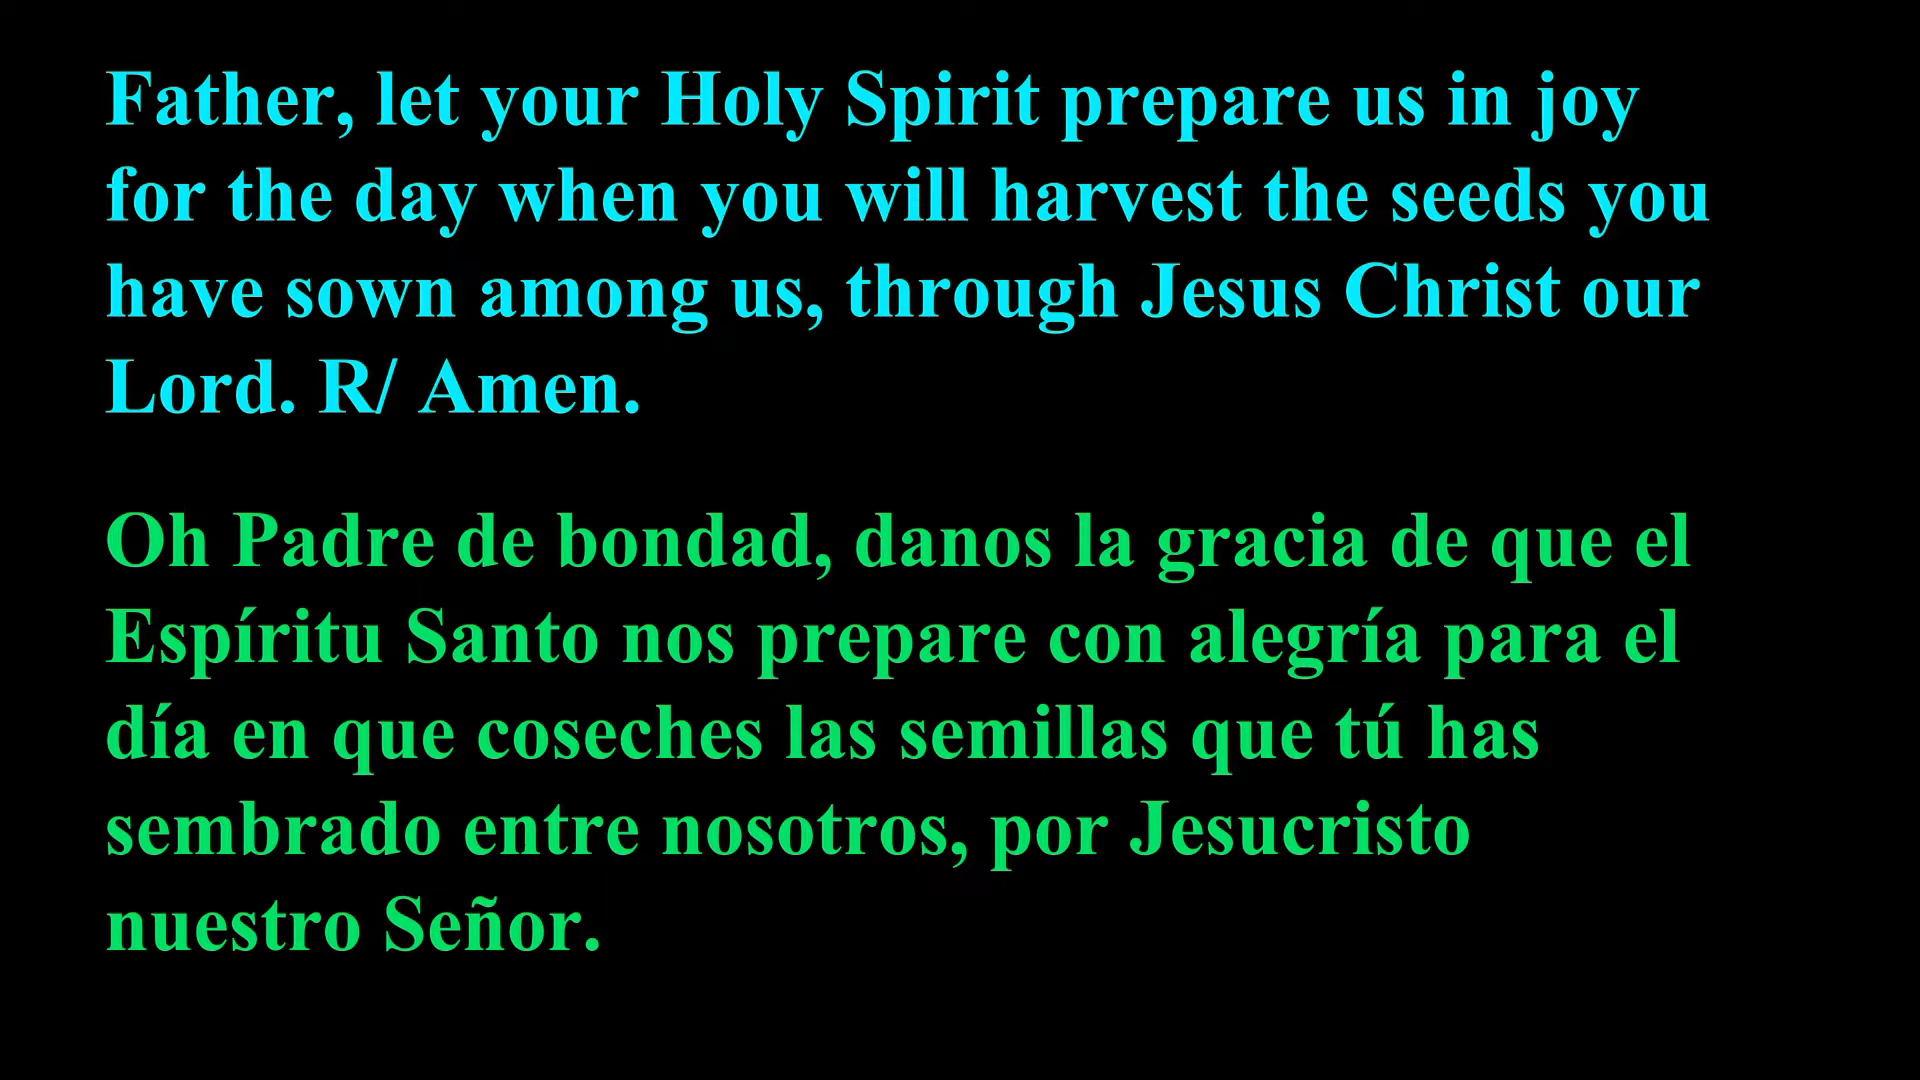 Father, let your Holy Spirit prepare us in joy
for the day when you will harvest the seeds you
have sown among us, through Jesus Christ our
Lord. R/ Amen.
Oh Padre de bondad, danos la gracia de que el
Espíritu Santo nos prepare con alegría para el
día en que coseches las semillas que tú has
sembrado entre nosotros, por Jesucristo
nuestro Señor.